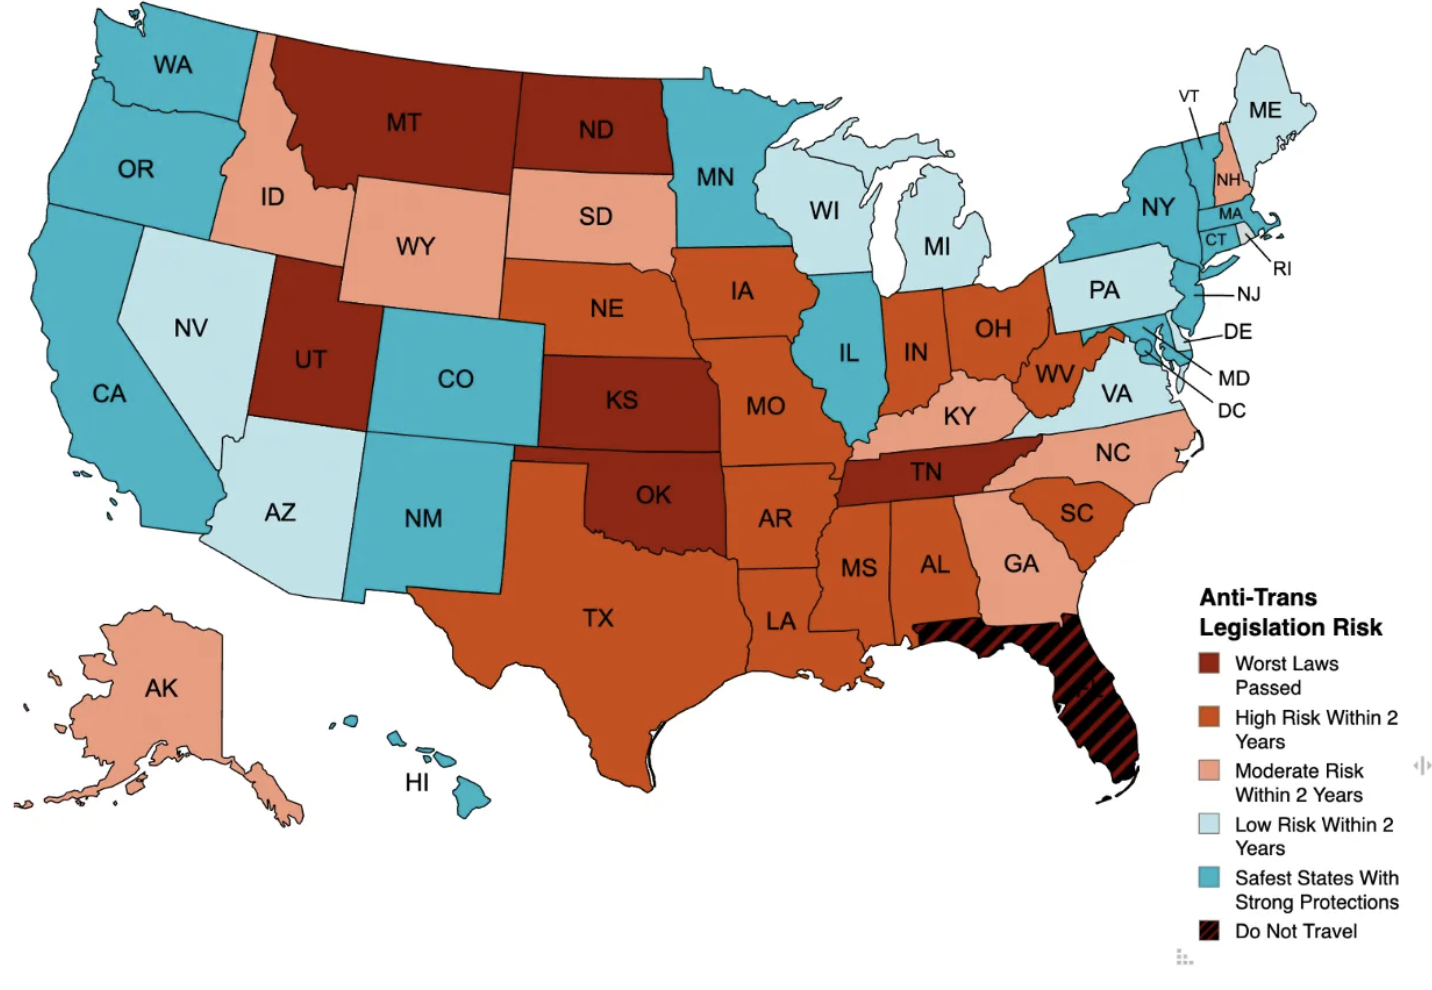 WA
MT
ND
MN
OR
ID
SD
WI
MI
VT
ME
NH
NY
MA
CT
RI
WY
IA
NE
PA
NJ
NV
UT
CO
IL
IN
OH
DE
CA
KS
MO
WV
VA
MD
DC
KY
NC
AZ
NM
OK
TN
AR
SC
MS
AL
GA
TX
LA
AK
HI
Anti-Trans
Legislation Risk
Worst Laws
Passed
High Risk Within 2
Years
Moderate Risk
Within 2 Years
Low Risk Within 2
Years
Safest States With
Strong Protections
Do Not Travel